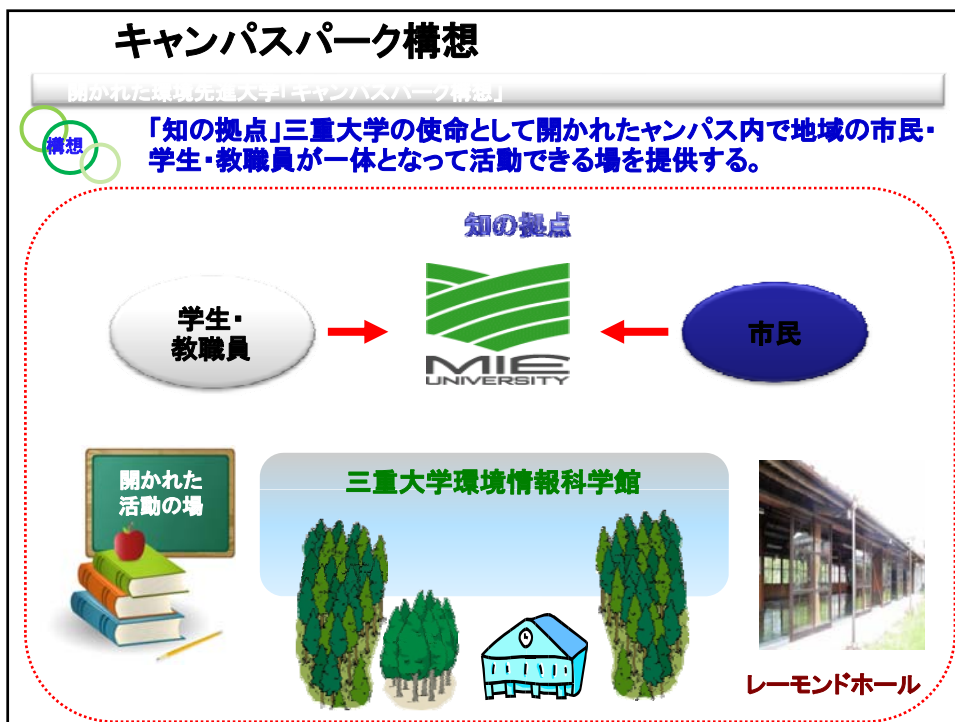 キャンパスパーク構想
開かれた環境先進大学「キャンパスパーク構想」
構想
「知の拠点」三重大学の使命として開かれたャンパス内で地域の市民・
学生・教職員が一体となって活動できる場を提供する。
知の拠点
学生・
教職員
MIE
UNIVERSITY
市民
開かれた
活動の場
三重大学環境情報科学館
レーモンドホール